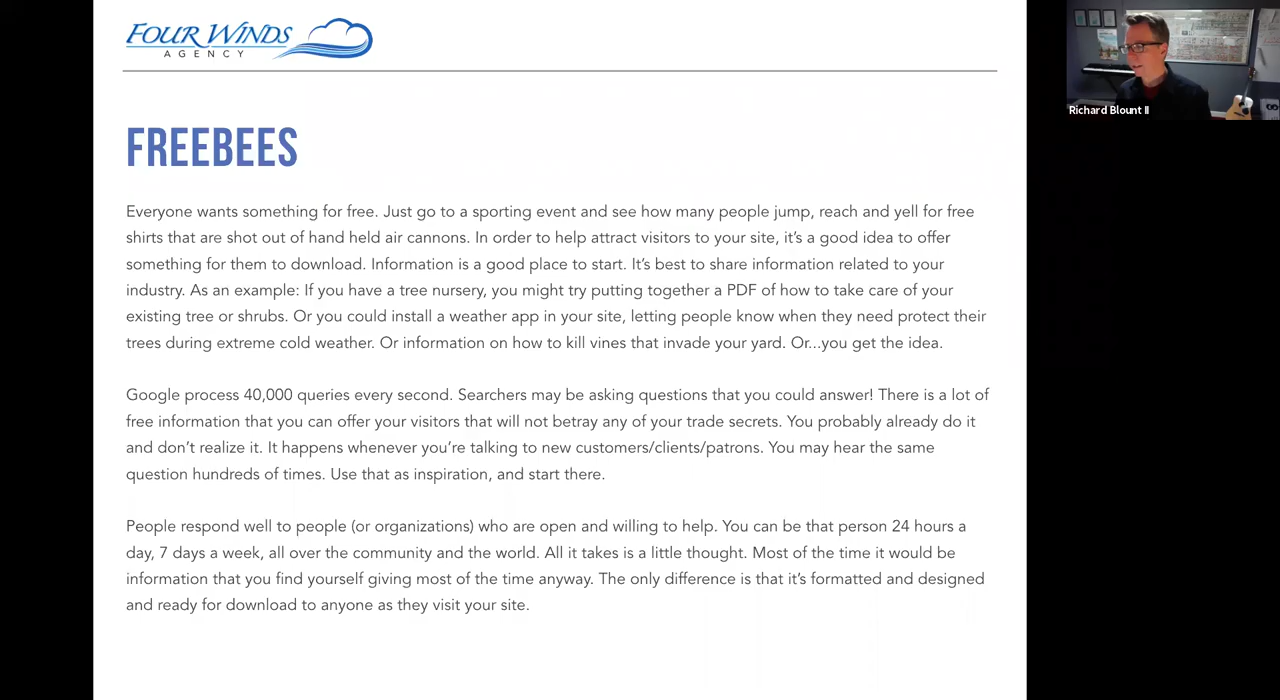 FOUR WINDS
AGENCY
FREEBEES
Everyone wants something for free. Just go to a sporting event and see how many people jump, reach and yell for free
shirts that are shot out of hand held air cannons. In order to help attract visitors to your site, it's a good idea to offer
something for them to download. Information is a good place to start. It's best to share information related to your
industry. As an example: If you have a tree nursery, you might try putting together a PDF of how to take care of your
existing tree or shrubs. Or you could install a weather app in your site, letting people know when they need protect their
trees during extreme cold weather. Or information on how to kill vines that invade your yard. Or...you get the idea.
Google process 40,000 queries every second. Searchers may be asking questions that you could answer! There is a lot of
free information that you can offer your visitors that will not betray any of your trade secrets. You probably already do it
and don't realize it. It happens whenever you're talking to new customers/clients/patrons. You may hear the same
question hundreds of times. Use that as inspiration, and start there.
People respond well to people (or organizations) who are open and willing to help. You can be that person 24 hours a
day, 7 days a week, all over the community and the world. All it takes is a little thought. Most of the time it would be
information that you find yourself giving most of the time anyway. The only difference is that it's formatted and designed
and ready for download to anyone as they visit your site.
Richard Blount II